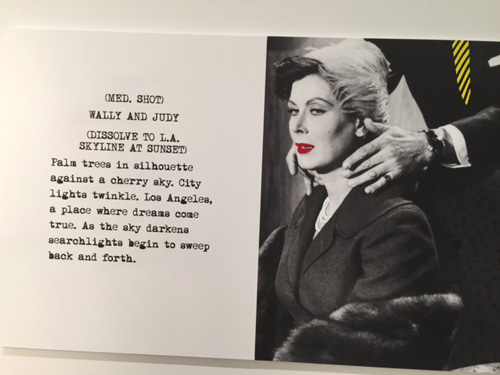 (MED. SHOT)
WALLY AND JUDY
(DISSOLVE TO L.A.
SKYLINE AT SUNSET)
Palm trees in silhouette
against a cherry sky. City
lights twinkle. Los Angeles,
a place where dreams come
true. As the sky darkens
searchlights begin to sweep
back and forth.